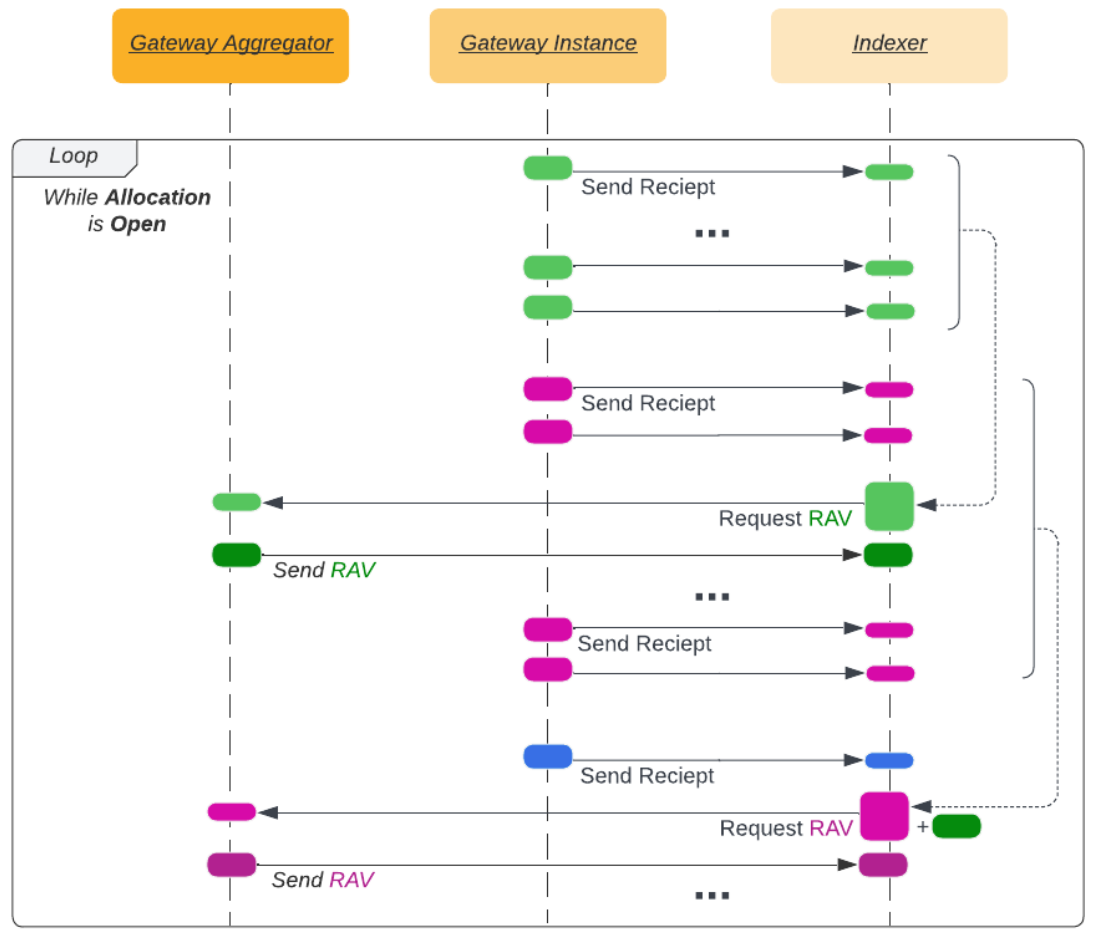 Gateway Aggregator
Gateway Instance
Indexer
Loop
While Allocation
is Open
Send Reciept
...
Send Reciept
Request RAV
Send RAV
...
Send Reciept
Send Reciept
Request RAV
+
Send RAV
...